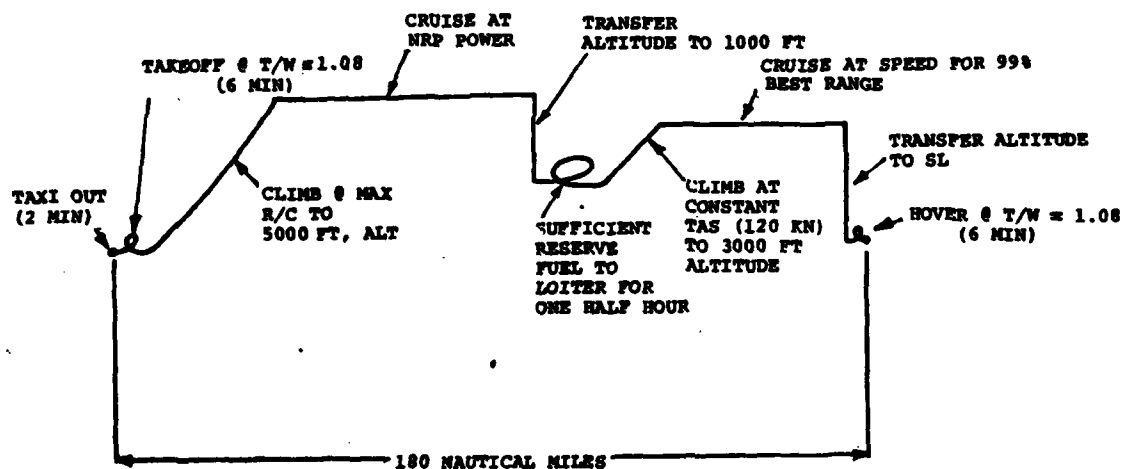 CRUISE AT
NRP POWER
TRANSFER
ALTITUDE TO 1000 FT
TAKEOFF @ T/W = 1.08
(6 MIN)
CRUISE AT SPEED FOR 99%
BEST RANGE
TRANSFER ALTITUDE
TO SL
TAXI OUT
(2 MIN)
CLIMB @ MAX
R/C TO
5000 FT, ALT
SUFFICIENT
RESERVE
FUEL TO
LOITER FOR
ONE HALF HOUR
CLIMB AT
CONSTANT
TAS (120 KN)
TO 3000 FT
ALTITUDE
HOVER @ T/W = 1.08
(6 MIN)
180 NAUTICAL MILES